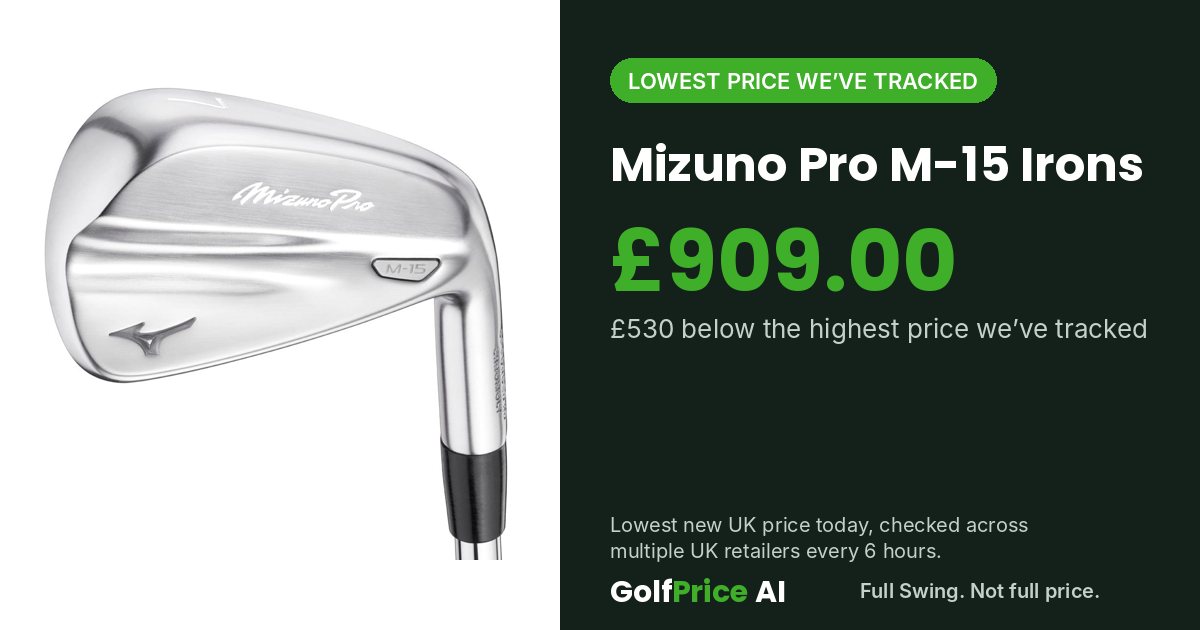 Mizuno Pro
M-15
LOWEST PRICE WE’VE TRACKED
Mizuno Pro M-15 Irons
£909.00
£530 below the highest price we’ve tracked
Lowest new UK price today, checked across
multiple UK retailers every 6 hours.
GolfPrice AI
Full Swing. Not full price.